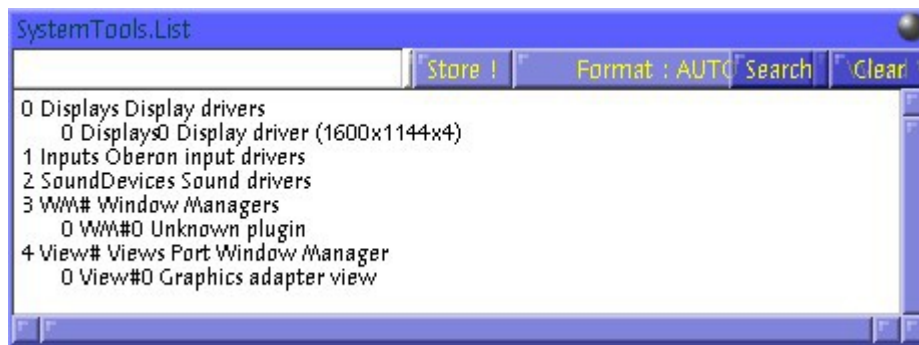 SystemTools.List
Store ! Format : AUTO Search Clear
0 Displays Display drivers
0 Displays0 Display driver (1600x1144x4)
1 Inputs Oberon input drivers
2 SoundDevices Sound drivers
3 WM# Window Managers
0 WM#0 Unknown plugin
4 View# Views Port Window Manager
0 View#0 Graphics adapter view